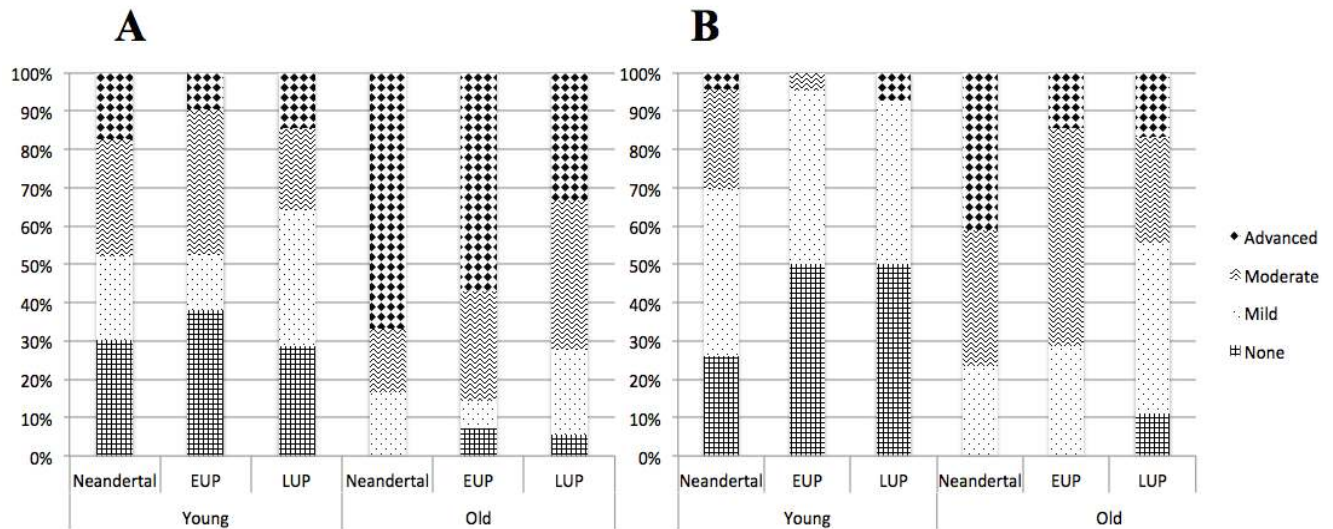 A B
100% 100%
90% 90%
80% 80%
70% 70%
60% 60%
50% 50%
40% 40%
30% 30%
20% 20%
10% 10%
0% 0%
Neandertal EUP LUP Neandertal EUP LUP Neandertal EUP LUP Neandertal EUP LUP
Young Old Young Old
Advanced
Moderate
Mild
None